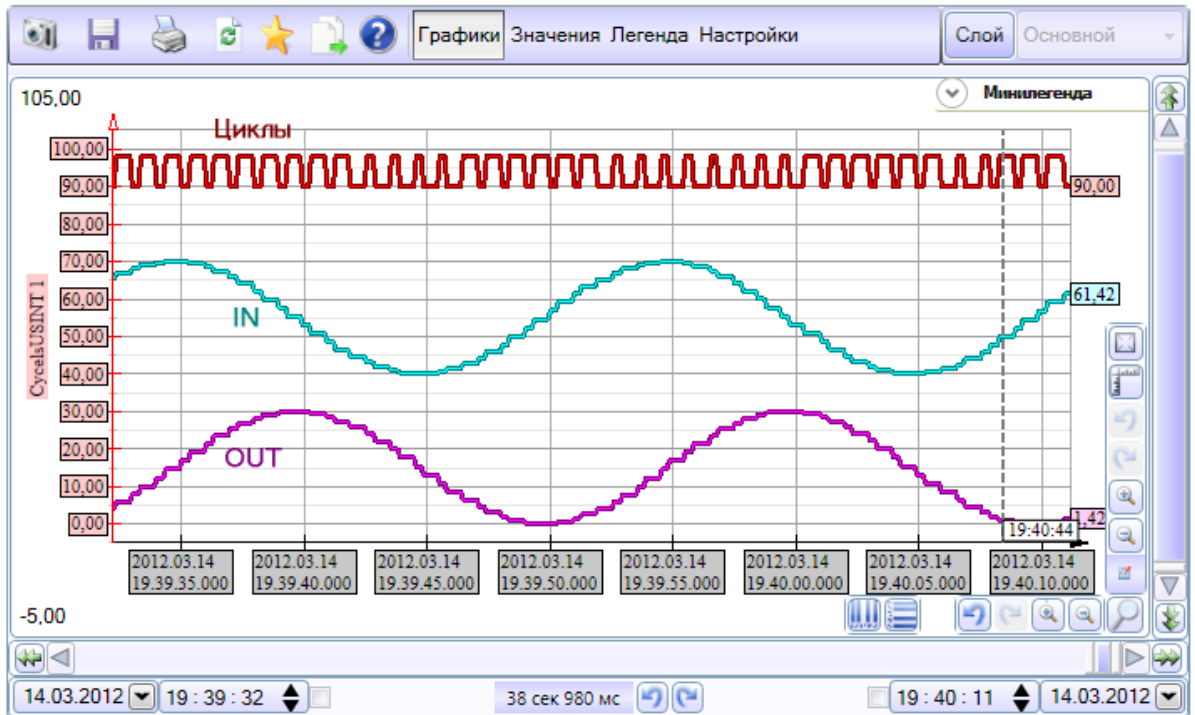 Графики Значения Легенда Настройки Слой Основной
105,00
Минилегенда
Циклы
100,00
90,00
90,00
80,00
70,00
60,00
61,42
IN
50,00
40,00
30,00
20,00
OUT
10,00
0,00
1,42
19:40:44
CycelsUSINT 1
2012.03.14 2012.03.14 2012.03.14 2012.03.14 2012.03.14 2012.03.14 2012.03.14 2012.03.14
19.39.35.000 19.39.40.000 19.39.45.000 19.39.50.000 19.39.55.000 19.40.00.000 19.40.05.000 19.40.10.000
-5,00
14.03.2012 19 : 39 : 32 38 сек 980 мс 19 : 40 : 11 14.03.2012